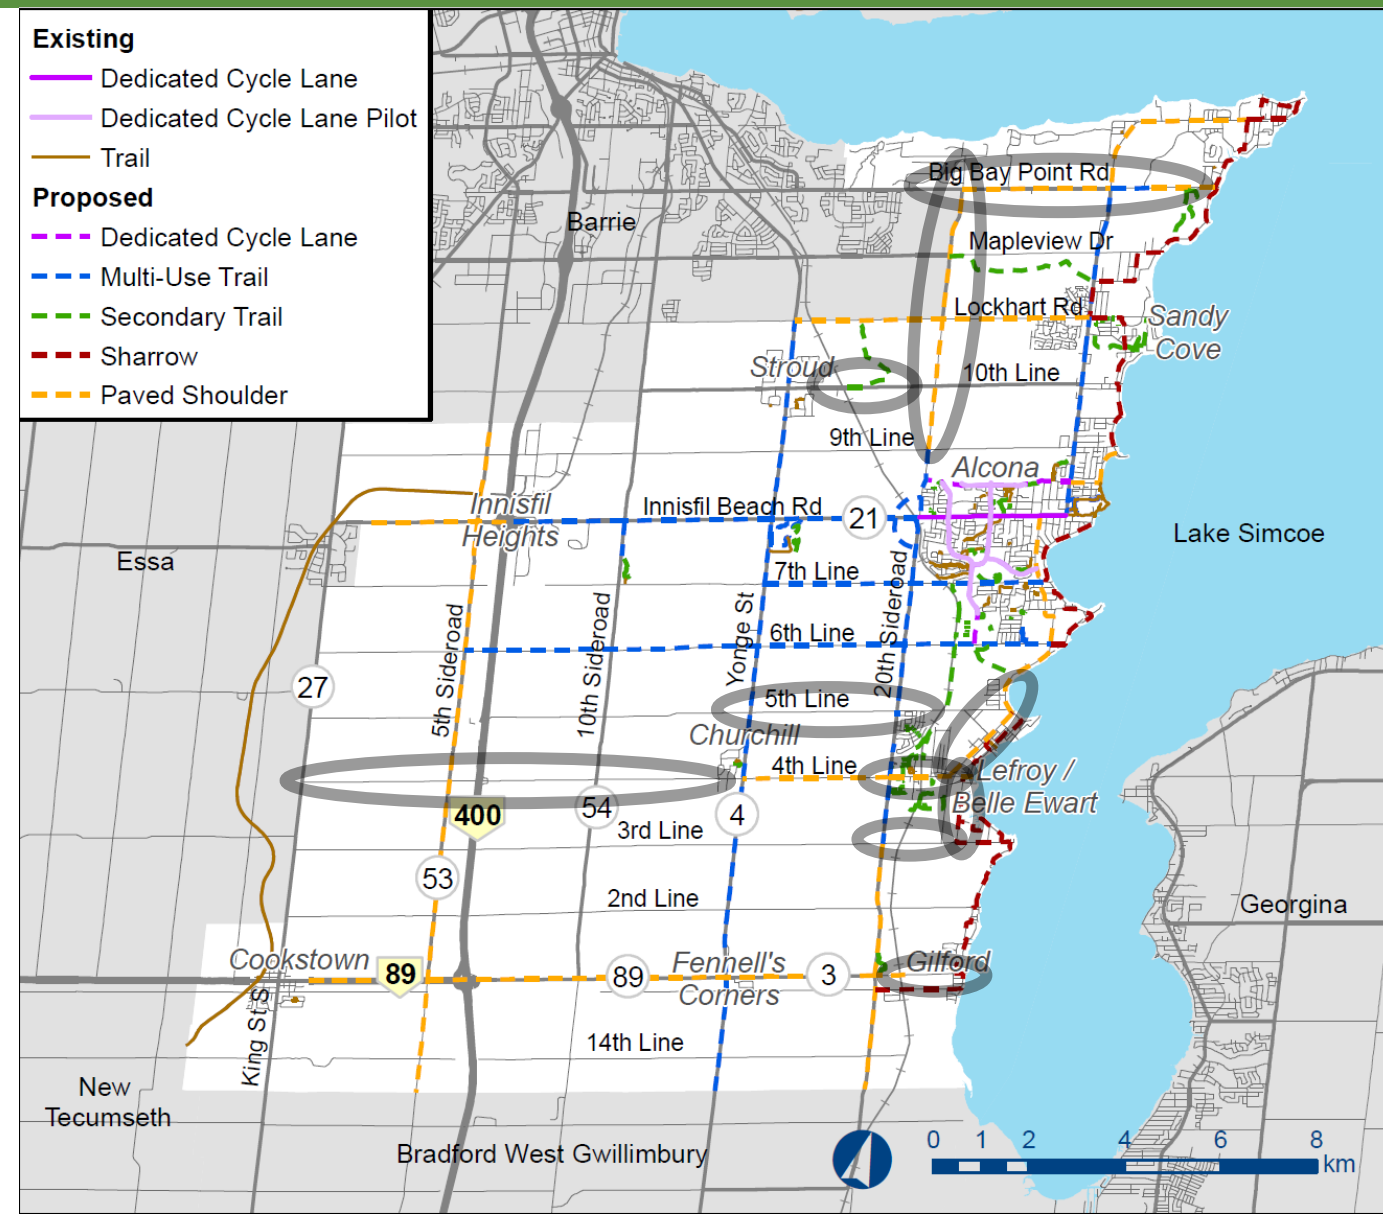 Existing
Dedicated Cycle Lane
Dedicated Cycle Lane Pilot
Trail
Proposed
Dedicated Cycle Lane
Multi-Use Trail
Secondary Trail
Sharrow
Paved Shoulder
Big Bay Point Rd
Barrie
Mapleview Dr
Lockhart Rd
Sandy
Cove
Stroud
10th Line
9th Line
Alcona
Innisfil
Heights
Innisfil Beach Rd
21
Lake Simcoe
Essa
7th Line
20th Sideroad
Yonge St
6th Line
10th Sideroad
5th Sideroad
27
5th Line
Churchill
4th Line
Lefroy /
Belle Ewart
400
54
4
3rd Line
53
2nd Line
Georgina
Cookstown
89
89
Fennell's
Corners
3
Gilford
King St S
14th Line
New
Tecumseth
Bradford West Gwillimbury
0 1 2 4 6 8
km